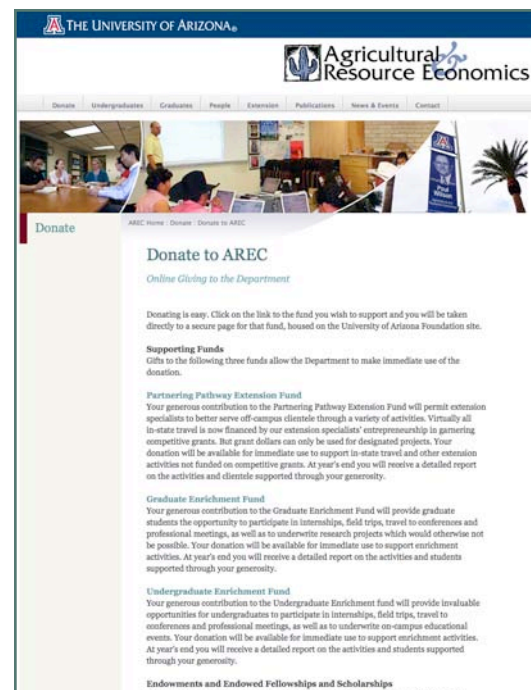 THE UNIVERSITY OF ARIZONA®
Agricultural &
Resource Economics
Donate Undergraduates Graduates People Extension Publications News & Events Contact
Paul Wilson
Donate
AREC Home : Donate : Donate to AREC
Donate to AREC
Online Giving to the Department
Donating is easy. Click on the link to the fund you wish to support and you will be taken
directly to a secure page for that fund, housed on the University of Arizona Foundation site.
Supporting Funds
Gifts to the following three funds allow the Department to make immediate use of the
donation.
Partnering Pathway Extension Fund
Your generous contribution to the Partnering Pathway Extension Fund will permit extension
specialists to better serve off-campus clientele through a variety of activities. Virtually all
in-state travel is now financed by our extension specialists' entrepreneurship in garnering
competitive grants. But grant dollars can only be used for designated projects. Your
donation will be available for immediate use to support in-state travel and other extension
activities not funded on competitive grants. At year's end you will receive a detailed report
on the activities and clientele supported through your generosity.
Graduate Enrichment Fund
Your generous contribution to the Graduate Enrichment Fund will provide graduate
students the opportunity to participate in internships, field trips, travel to conferences and
professional meetings, as well as to underwrite research projects which would otherwise not
be possible. Your donation will be available for immediate use to support enrichment
activities. At year's end you will receive a detailed report on the activities and students
supported through your generosity.
Undergraduate Enrichment Fund
Your generous contribution to the Undergraduate Enrichment fund will provide invaluable
opportunities for undergraduates to participate in internships, field trips, travel to
conferences and professional meetings, as well as to underwrite on-campus educational
events. Your donation will be available for immediate use to support enrichment activities.
At year's end you will receive a detailed report on the activities and students supported
through your generosity.
Endowments and Endowed Fellowships and Scholarships